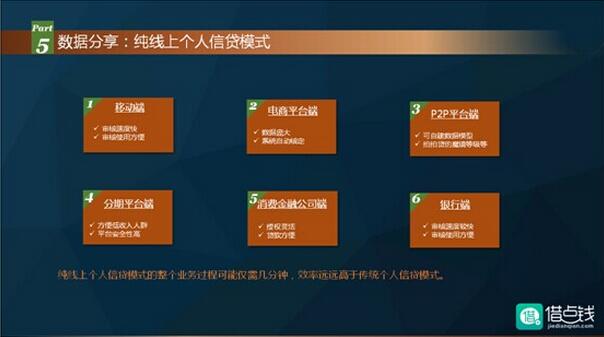 Part
5
数据分享：纯线上个人信贷模式
1
移动端
✓ 审核速度快
✓ 审核使用方便
2
电商平台端
✓ 数据庞大
✓ 系统自动核定
3
P2P平台端
✓ 可自建数据模型
✓ 拍拍贷的魔镜等级等
4
分期平台端
✓ 方便低收入人群
✓ 平台安全性高
5
消费金融公司端
✓ 授权灵活
✓ 贷款方便
6
银行端
✓ 审核速度较快
✓ 审核使用方便
纯线上个人信贷模式的整个业务过程可能仅需几分钟，效率远远高于传统个人信贷模式。
借
借点钱
jiedianqian.com